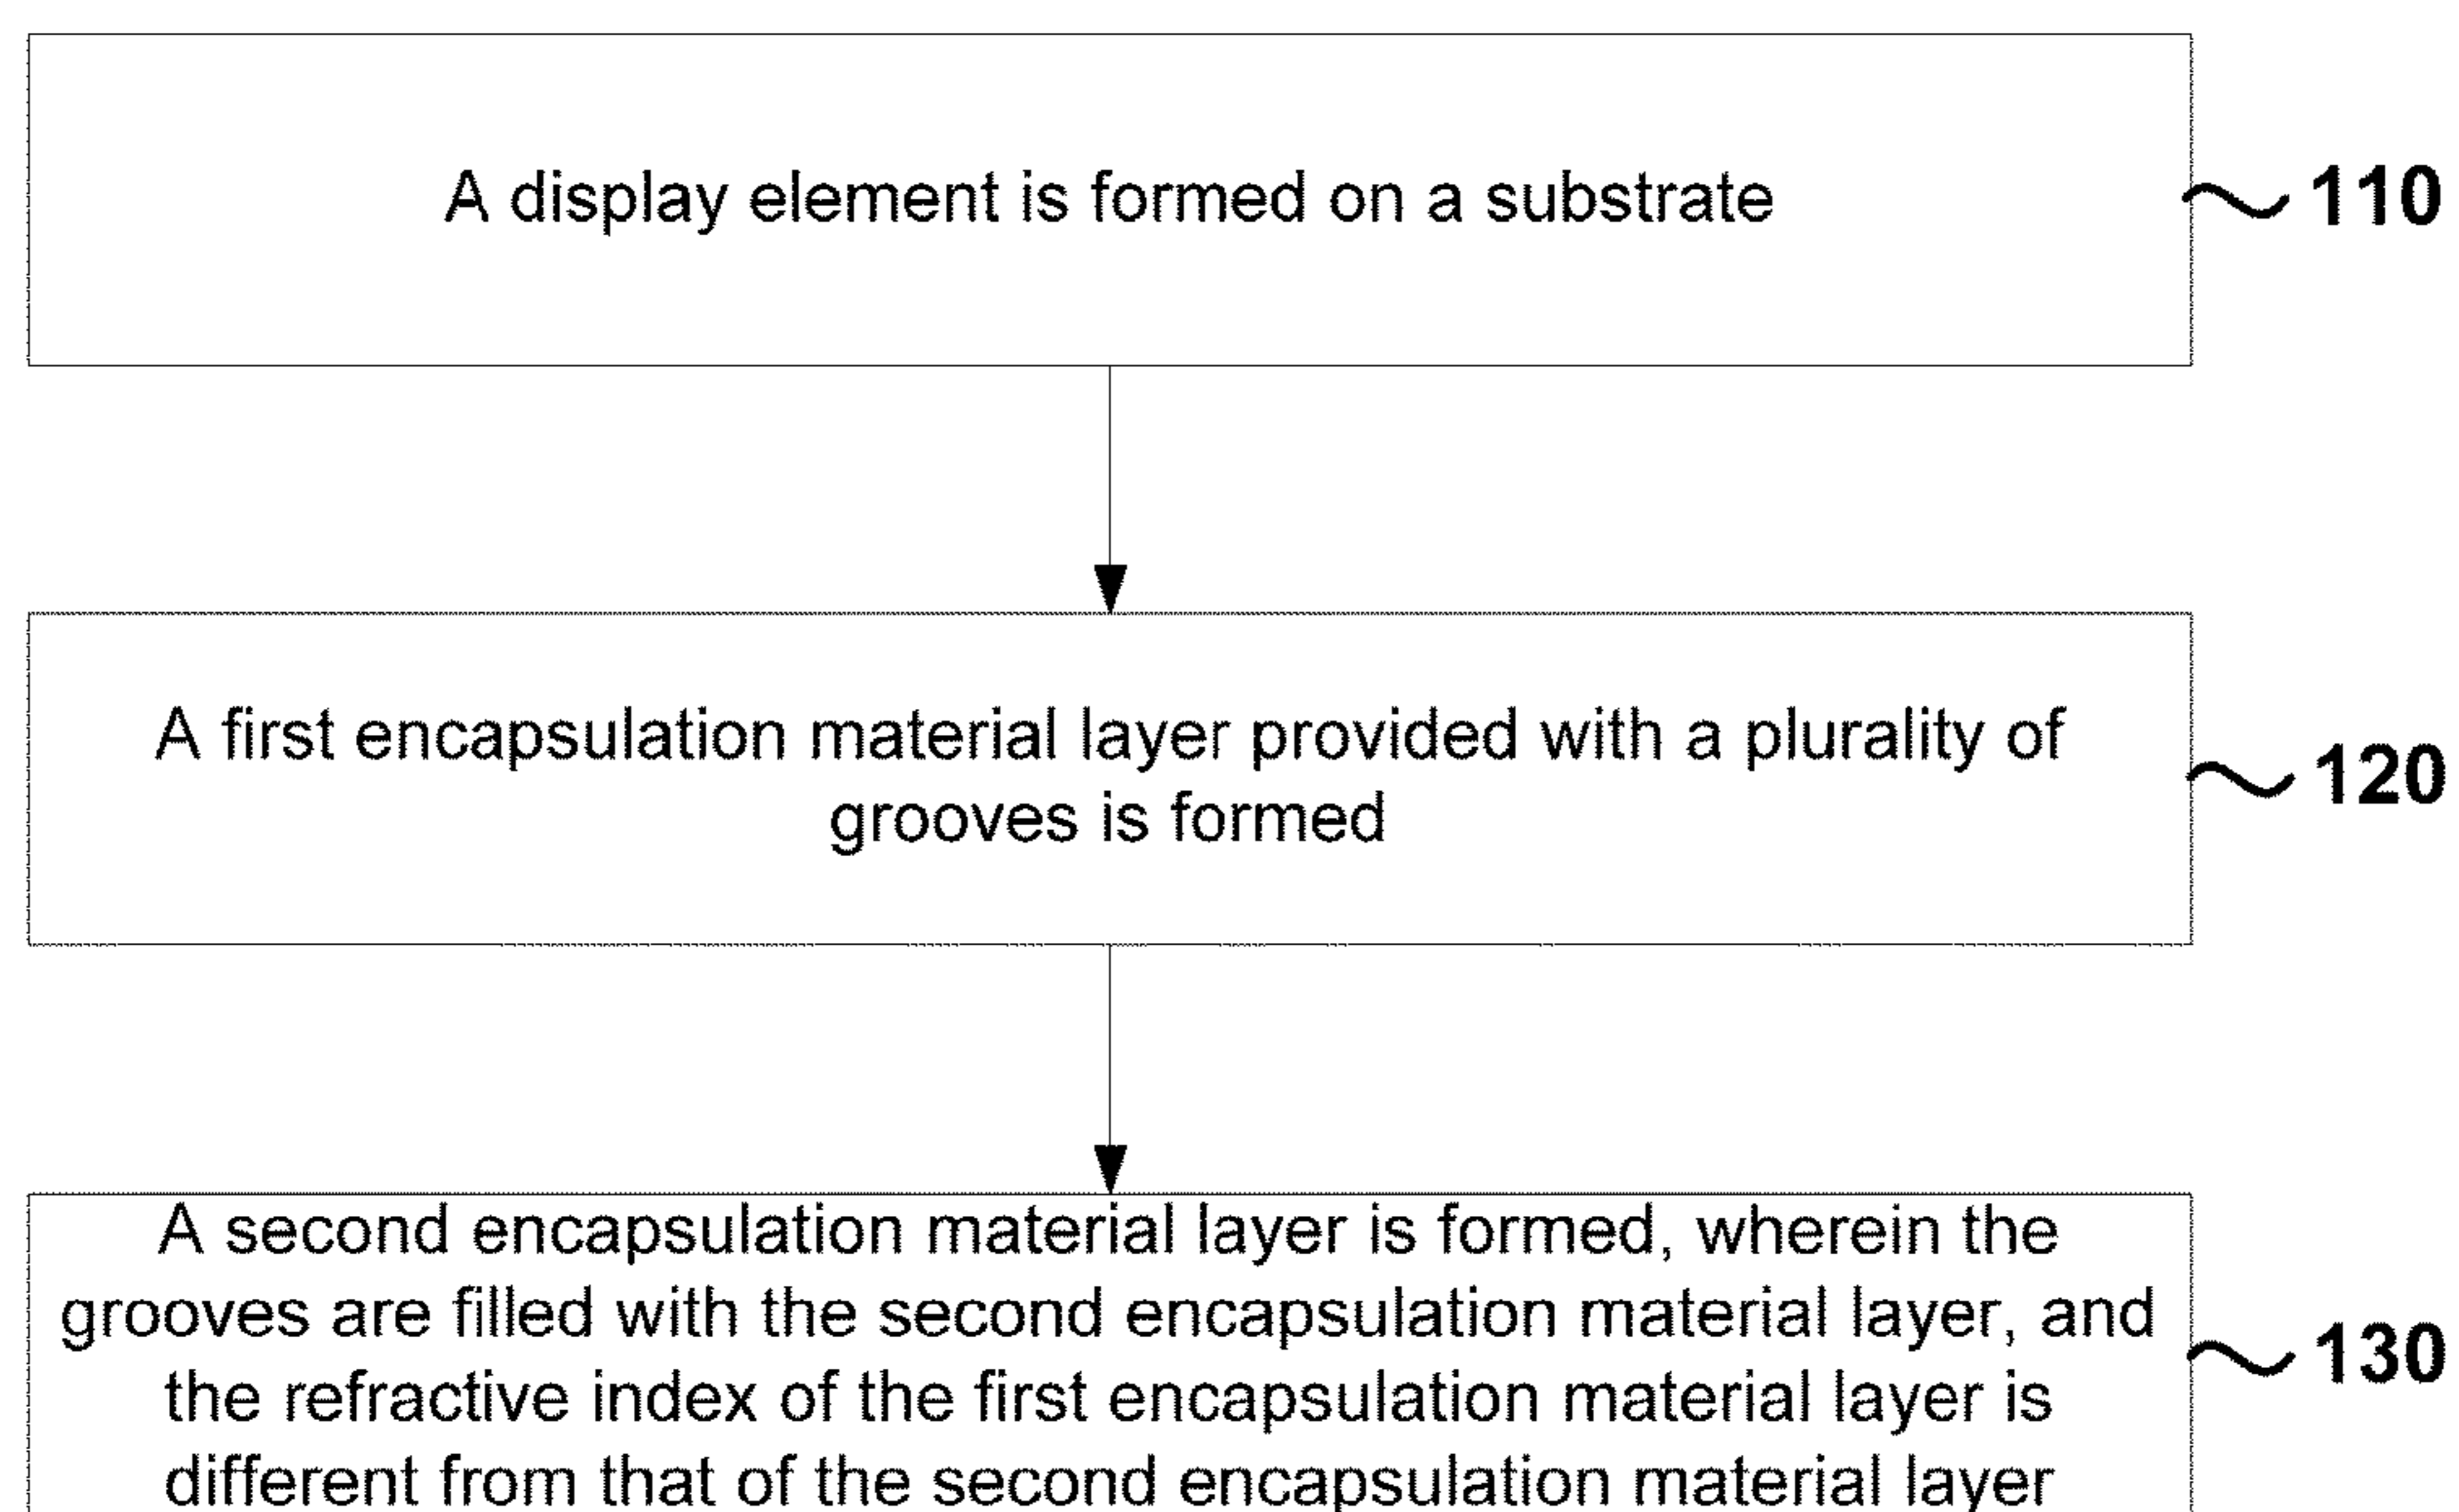 A display element is formed on a substrate
110
A first encapsulation material layer provided with a plurality of
grooves is formed
120
A second encapsulation material layer is formed, wherein the
grooves are filled with the second encapsulation material layer, and
the refractive index of the first encapsulation material layer is
different from that of the second encapsulation material layer
130